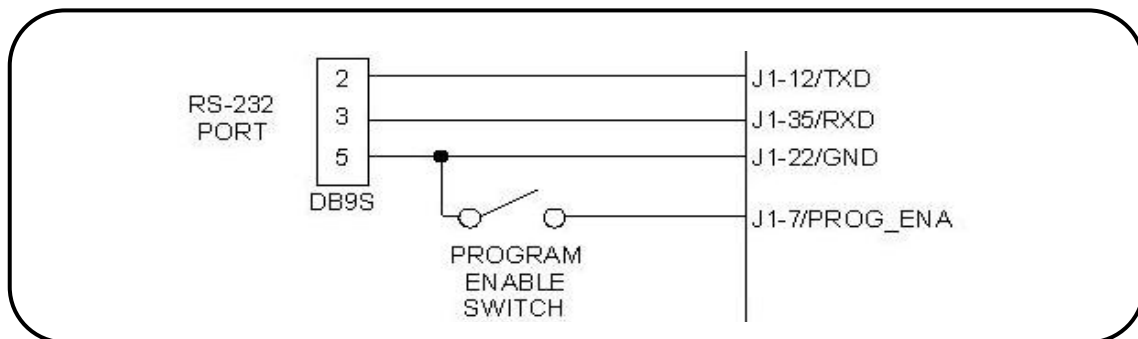 RS-232
PORT
2
3
5
DB9S
J1-12/TXD
J1-35/RXD
J1-22/GND
J1-7/PROG_ENA
PROGRAM
ENABLE
SWITCH